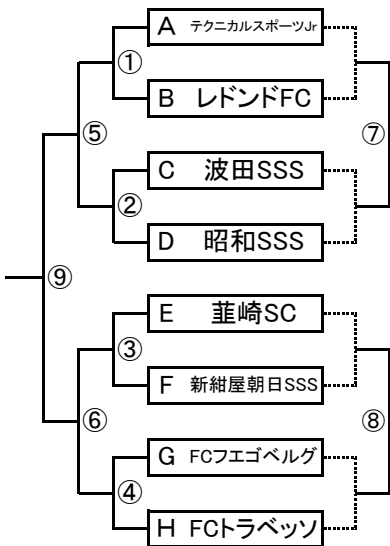 A テクニカルスポーツJr
①
B レドンドFC
⑤
⑦
C 波田SSS
②
D 昭和SSS
⑨
E 韮崎SC
③
F 新紺屋朝日SSS
⑥
⑧
G FCフエゴベルグ
④
H FCトラベッソ